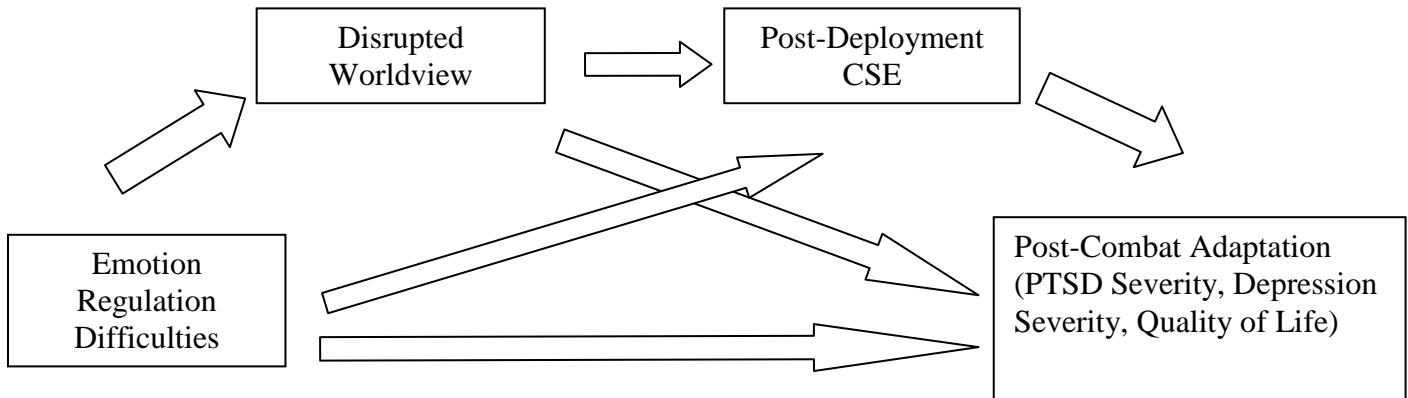 Disrupted
Worldview
Post-Deployment
CSE
Emotion
Regulation
Difficulties
Post-Combat Adaptation
(PTSD Severity, Depression
Severity, Quality of Life)